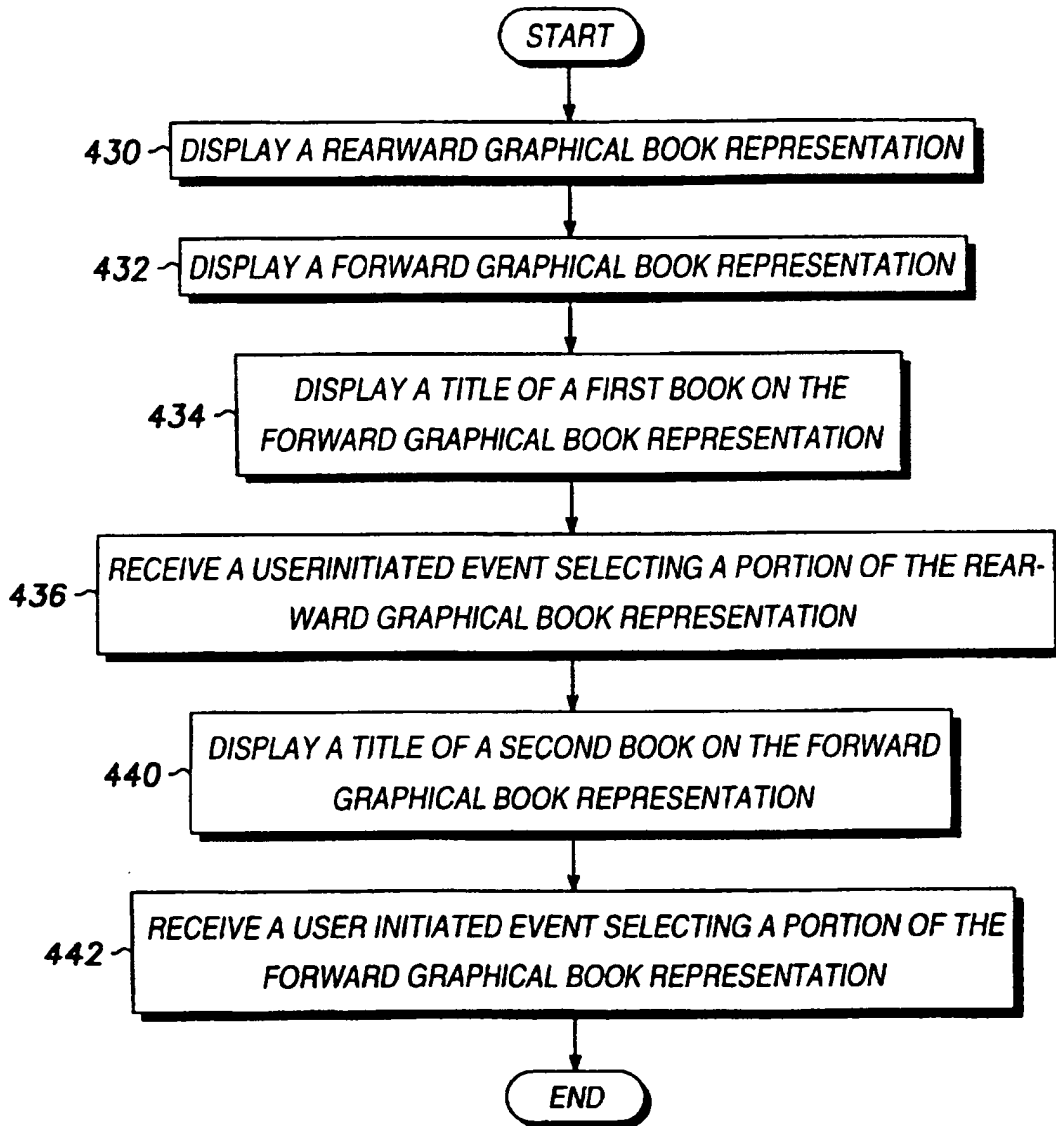 START
430 DISPLAY A REARWARD GRAPHICAL BOOK REPRESENTATION
432 DISPLAY A FORWARD GRAPHICAL BOOK REPRESENTATION
DISPLAY A TITLE OF A FIRST BOOK ON THE
434
FORWARD GRAPHICAL BOOK REPRESENTATION
RECEIVE A USERINITIATED EVENT SELECTING A PORTION OF THE REAR-
436
WARD GRAPHICAL BOOK REPRESENTATION
DISPLAY A TITLE OF A SECOND BOOK ON THE FORWARD
440
GRAPHICAL BOOK REPRESENTATION
RECEIVE A USER INITIATED EVENT SELECTING A PORTION OF THE
442
FORWARD GRAPHICAL BOOK REPRESENTATION
END